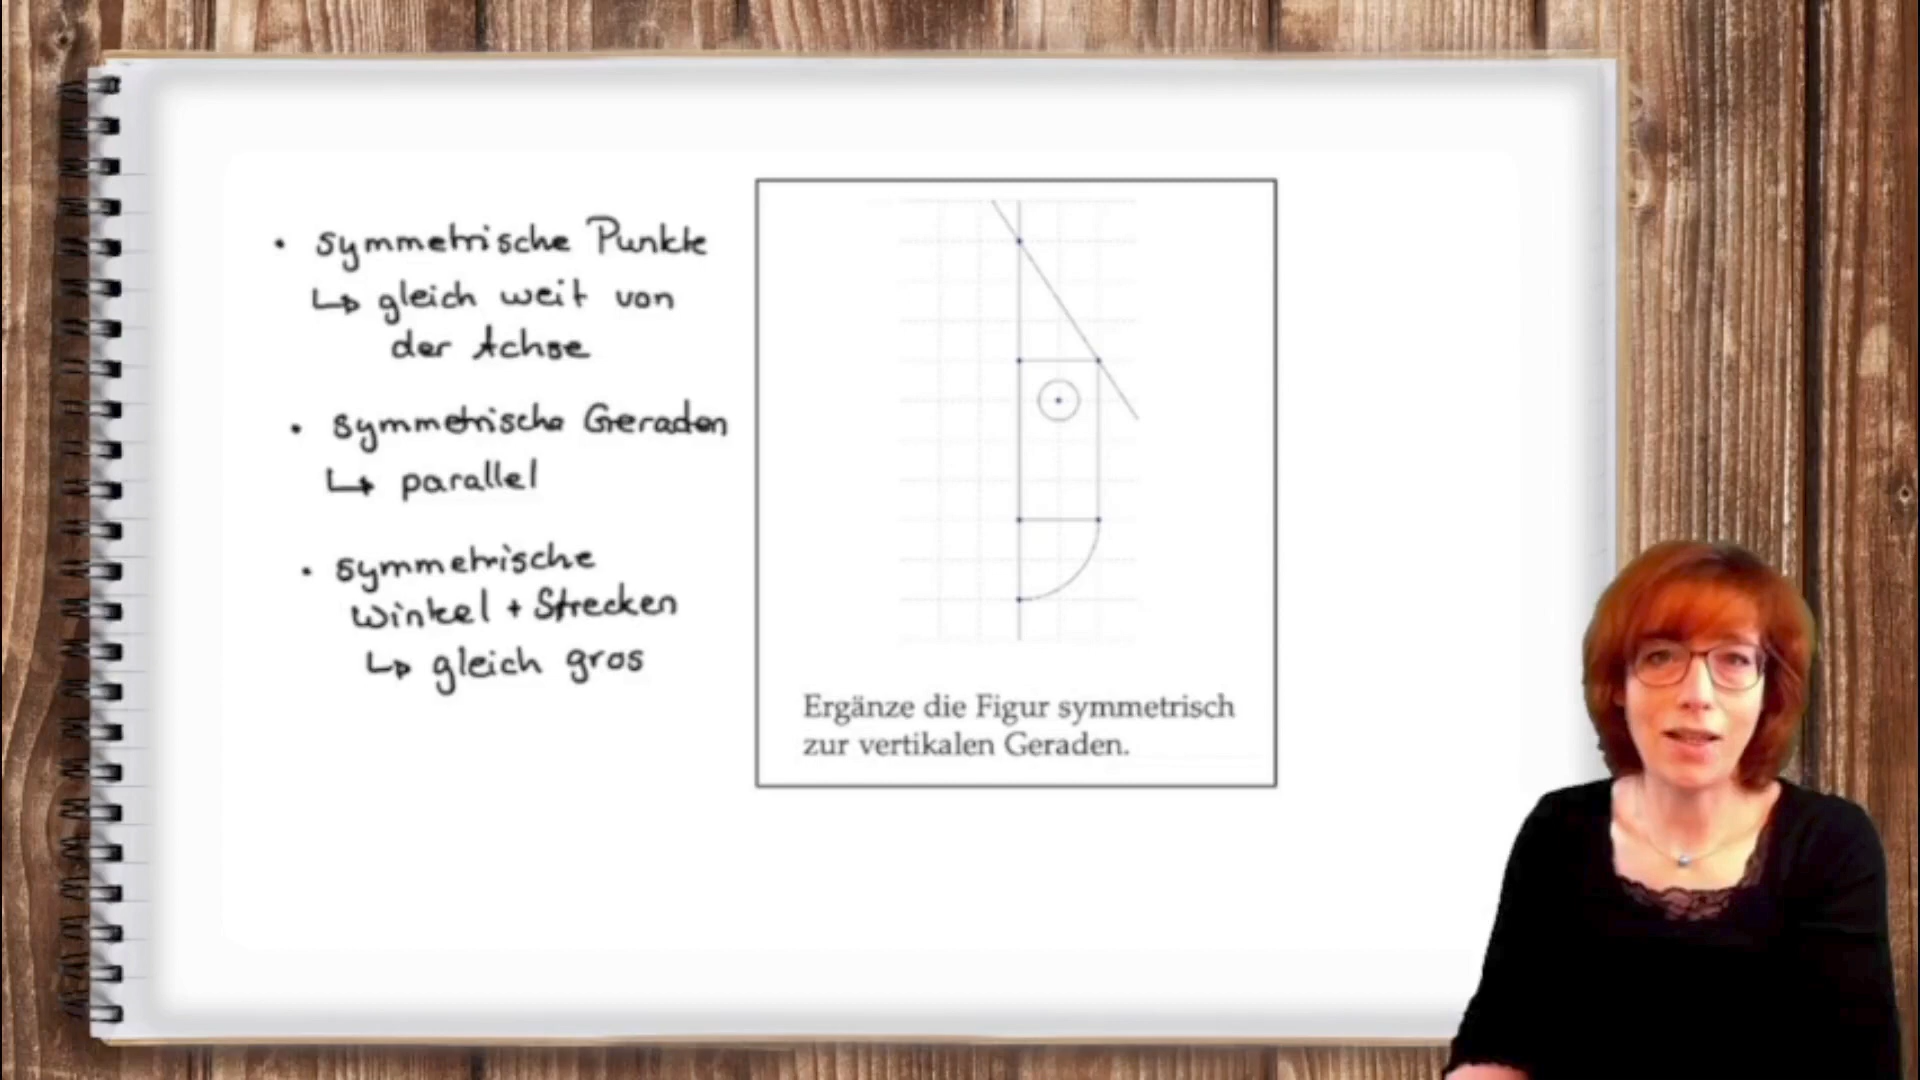 • symmetrische Punkte
↳ gleich weit von
der Achse
• symmetrische Geraden
↳ parallel
• symmetrische
Winkel + Strecken
↳ gleich gros
Ergänze die Figur symmetrisch
zur vertikalen Geraden.